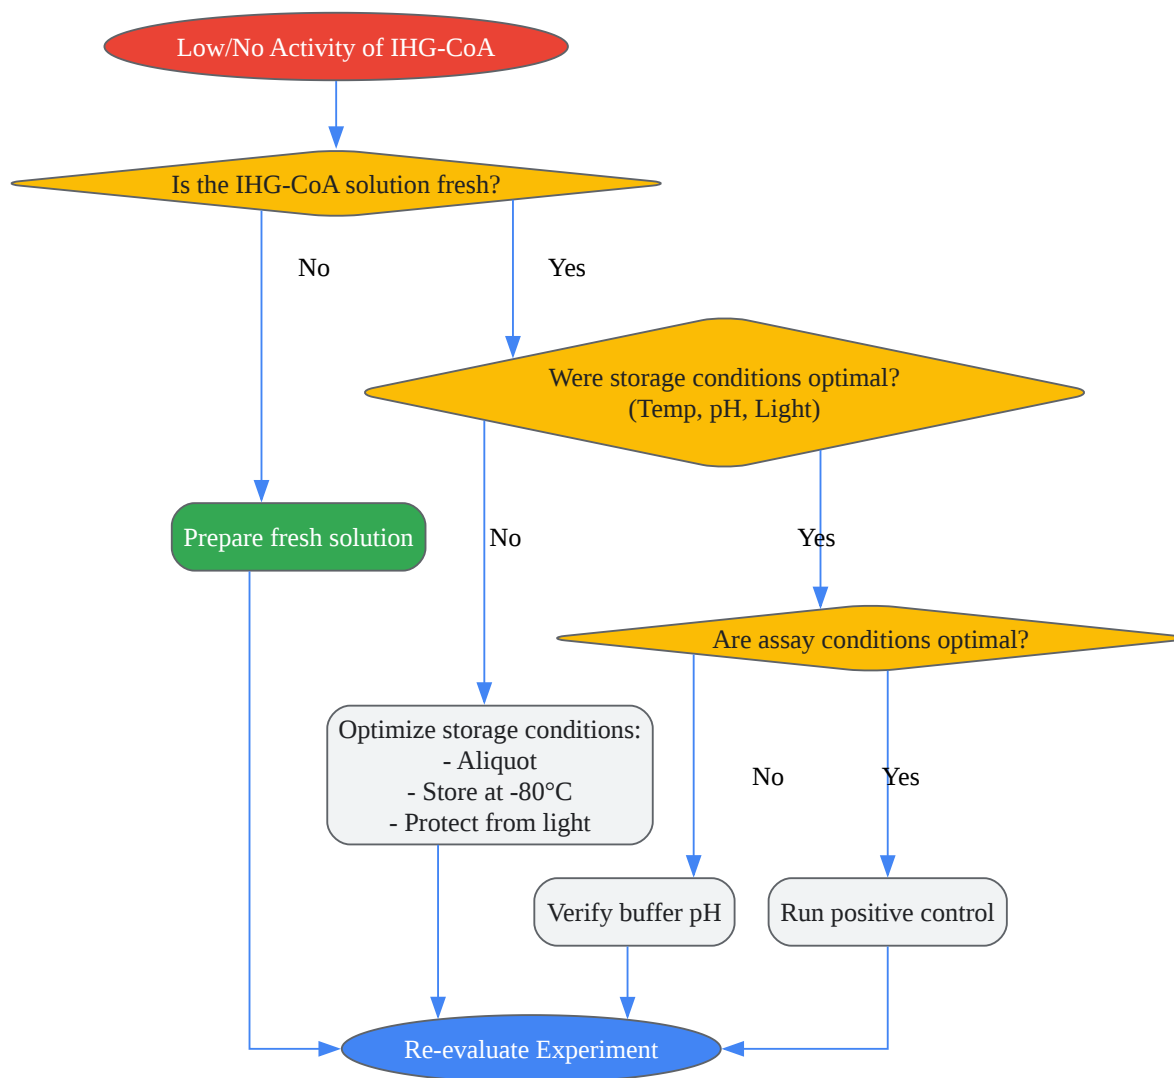 Low/No Activity of IHG-CoA
Is the IHG-CoA solution fresh?
No
Yes
Were storage conditions optimal?
(Temp, pH, Light)
Prepare fresh solution
No
Yes
Are assay conditions optimal?
Optimize storage conditions:
- Aliquot
- Store at -80°C
- Protect from light
No
Yes
Verify buffer pH
Run positive control
Re-evaluate Experiment